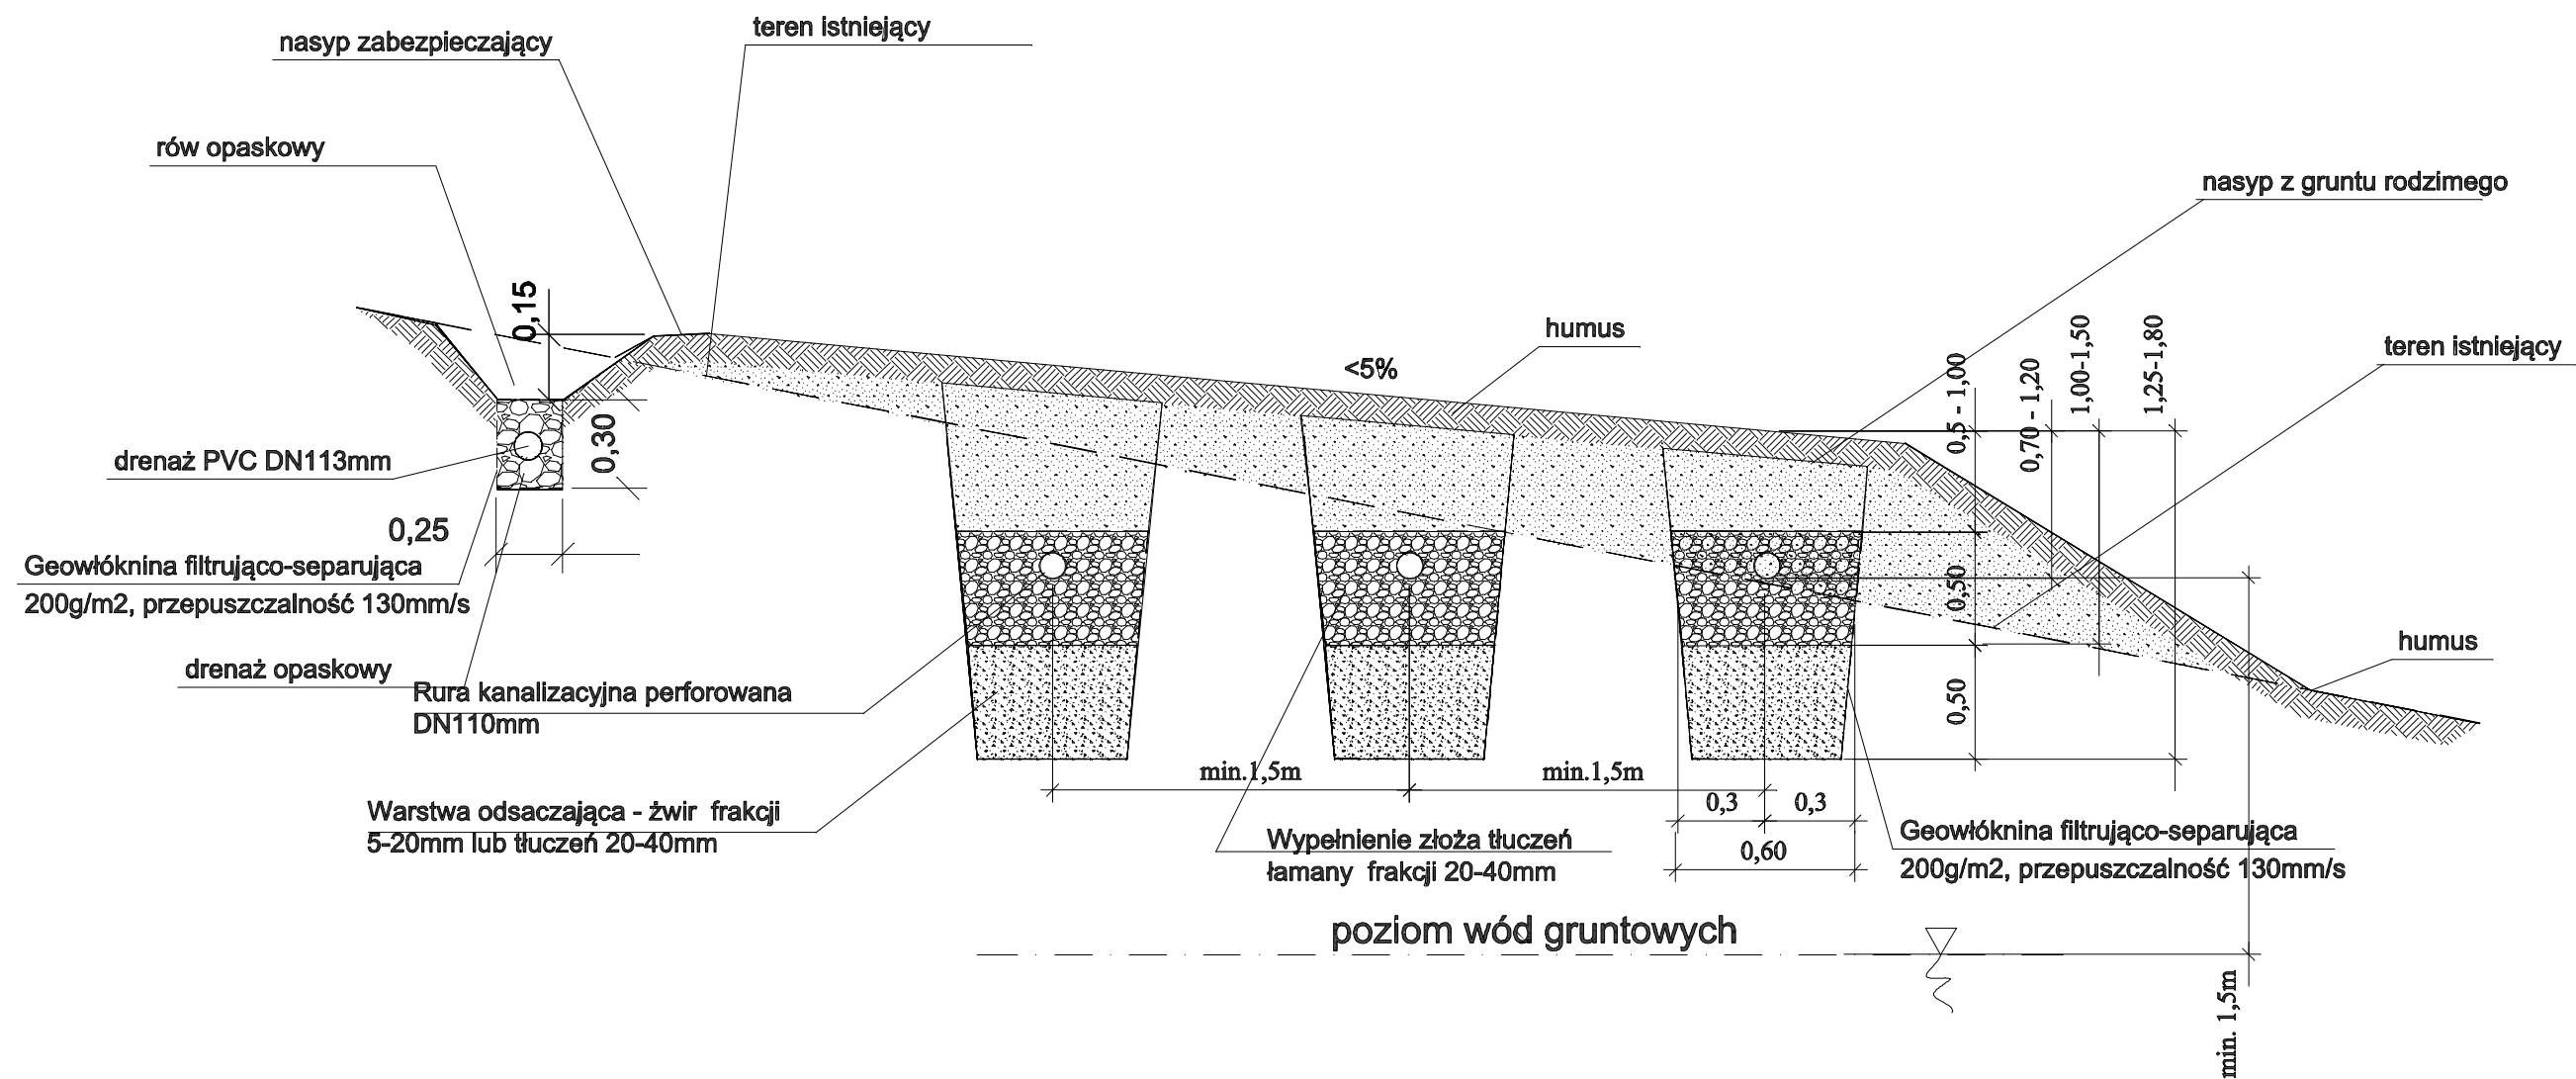 teren istniejący
nasyp zabezpieczający
rów opaskowy
nasyp z gruntu rodzimego
0,15
humus
<5%
0,5 - 1,00
0,70 - 1,20
1,00-1,50
1,25-1,80
teren istniejący
drenaż PVC DN113mm
0,30
0,25
Geowłóknina filtrująco-separująca
200g/m2, przepuszczalność 130mm/s
0,50
drenaż opaskowy
Rura kanalizacyjna perforowana
DN110mm
humus
0,50
min.1,5m
min.1,5m
0,3
0,3
Warstwa odsaczająca - żwir frakcji
5-20mm lub tłuczeń 20-40mm
Wypełnienie złoża tłuczeń
łamany frakcji 20-40mm
0,60
Geowłóknina filtrująco-separująca
200g/m2, przepuszczalność 130mm/s
poziom wód gruntowych
min. 1,5m